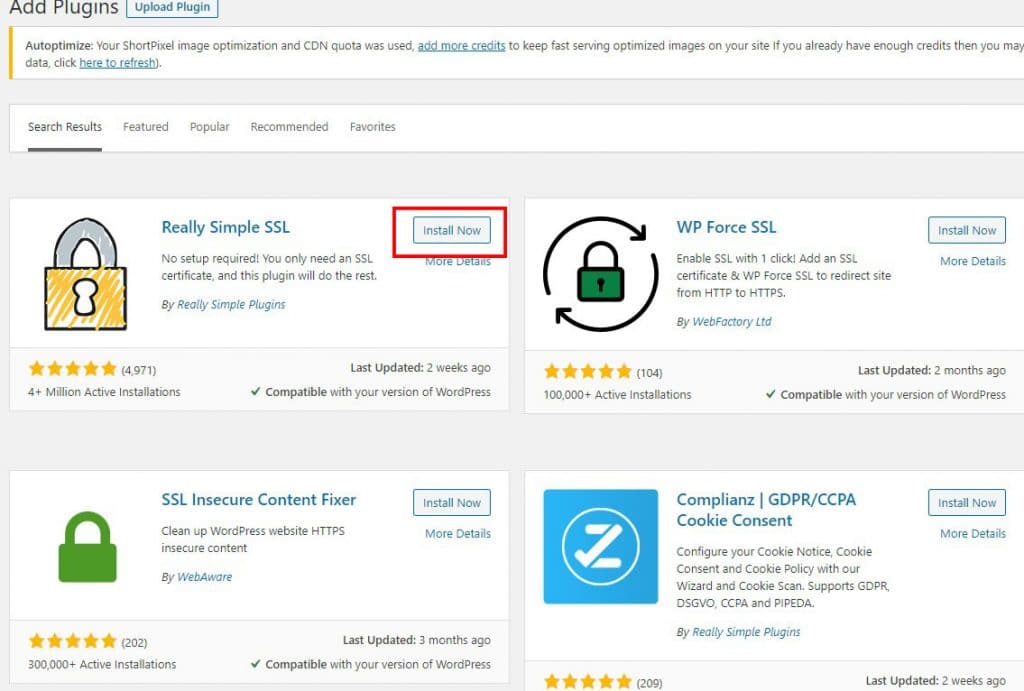 Add Plugins Upload Plugin
Autoptimize: Your ShortPixel image optimization and CDN quota was used, add more credits to keep fast serving optimized images on your site If you already have enough credits then you may
data, click here to refresh).
Search Results Featured Popular Recommended Favorites
Really Simple SSL
Install Now
No setup required! You only need an SSL
certificate, and this plugin will do the rest.
More Details
By Really Simple Plugins
(4,971)
Last Updated: 2 weeks ago
4+ Million Active Installations
Compatible with your version of WordPress
WP Force SSL
Install Now
Enable SSL with 1 click! Add an SSL
certificate & WP Force SSL to redirect site
from HTTP to HTTPS.
More Details
By WebFactory Ltd
(104)
Last Updated: 2 months ago
100,000+ Active Installations
Compatible with your version of WordPress
SSL Insecure Content Fixer
Install Now
Clean up WordPress website HTTPS
insecure content
More Details
By WebAware
(202)
Last Updated: 3 months ago
300,000+ Active Installations
Compatible with your version of WordPress
Complianz | GDPR/CCPA
Cookie Consent
Install Now
More Details
Configure your Cookie Notice, Cookie
Consent and Cookie Policy with our
Wizard and Cookie Scan. Supports GDPR,
DSGVO, CCPA and PIPEDA.
By Really Simple Plugins
(209)
Last Updated: 2 weeks ago